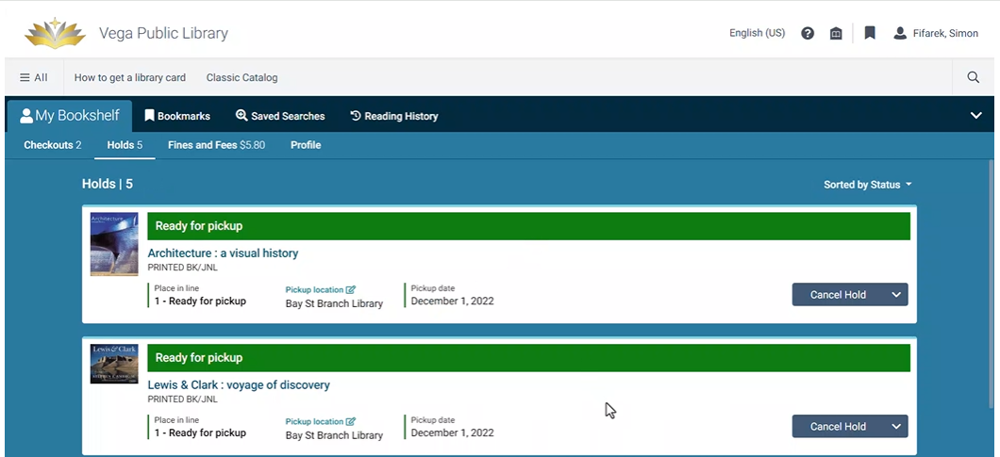 Vega Public Library
English (US)
Fifarek, Simon
All
How to get a library card
Classic Catalog
My Bookshelf
Bookmarks
Saved Searches
Reading History
Checkouts 2
Holds 5
Fines and Fees $5.80
Profile
Holds | 5
Sorted by Status
Architecture
Ready for pickup
Architecture : a visual history
PRINTED BK/JNL
Place in line
1 - Ready for pickup
Pickup location
Bay St Branch Library
Pickup date
December 1, 2022
Cancel Hold
Lewis & Clark
Ready for pickup
Lewis & Clark : voyage of discovery
PRINTED BK/JNL
Place in line
1 - Ready for pickup
Pickup location
Bay St Branch Library
Pickup date
December 1, 2022
Cancel Hold